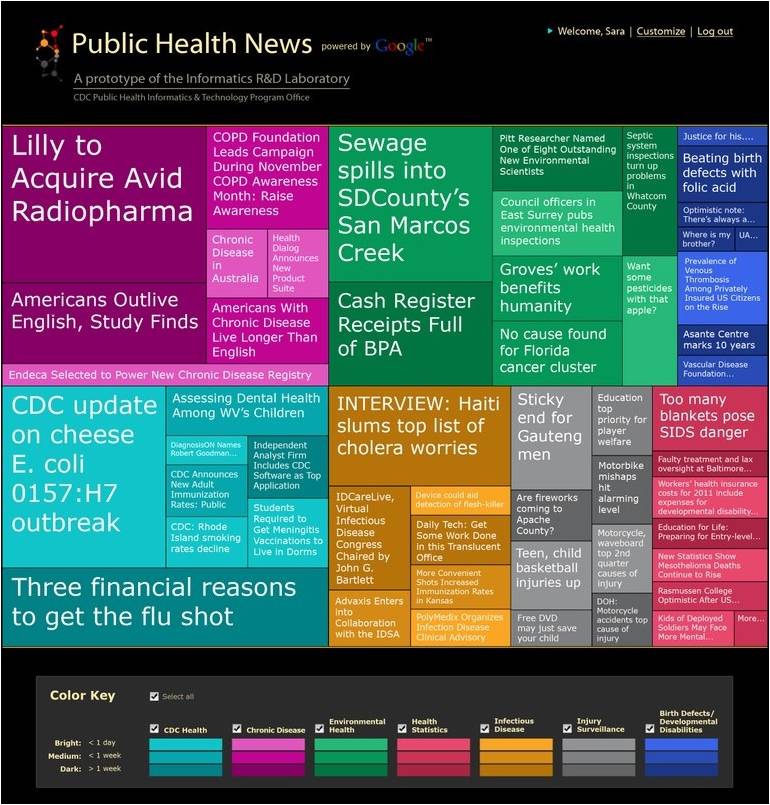 Public Health News powered by Google™
Welcome, Sara | Customize | Log out
A prototype of the Informatics R&D Laboratory
CDC Public Health Informatics & Technology Program Office
Lilly to
Acquire Avid
Radiopharma
Americans Outlive
English, Study Finds
COPD Foundation
Leads Campaign
During November
COPD Awareness
Month: Raise
Awareness
Chronic
Disease
in
Australia
Health
Dialog
Announces
New
Product
Suite
Americans With
Chronic Disease
Live Longer Than
English
Endeca Selected to Power New Chronic Disease Registry
Sewage
spills into
SDCounty's
San Marcos
Creek
Cash Register
Receipts Full
of BPA
Pitt Researcher Named
One of Eight Outstanding
New Environmental
Scientists
Council officers in
East Surrey pubs
environmental health
inspections
Groves' work
benefits
humanity
No cause found
for Florida
cancer cluster
Septic
system
inspections
turn up
problems
in
Whatcom
County
Want
some
pesticides
with that
apple?
Justice for his....
Beating birth
defects with
folic acid
Optimistic note:
There's always a...
Where is my
brother?
UA...
Prevalence of
Venous
Thrombosis
Among Privately
Insured US Citizens
on the Rise
Asante Centre
marks 10 years
Vascular Disease
Foundation...
CDC update
on cheese
E. coli
0157:H7
outbreak
Assessing Dental Health
Among WV's Children
DiagnosisON Names
Robert Goodman...
CDC Announces
New Adult
Immunization
Rates: Public
CDC: Rhode
Island smoking
rates decline
Independent
Analyst Firm
Includes CDC
Software as Top
Application
Students
Required to
Get Meningitis
Vaccinations to
Live in Dorms
Three financial reasons
to get the flu shot
INTERVIEW: Haiti
slums top list of
cholera worries
IDCareLive,
Virtual
Infectious
Disease
Congress
Chaired by
John G.
Bartlett
Advaxis Enters
into
Collaboration
with the IDSA
Device could aid
detection of flesh-killer
Daily Tech: Get
Some Work Done
in this Translucent
Office
More Convenient
Shots Increased
Immunization Rates
in Kansas
PolyMedix Organizes
Infection Disease
Clinical Advisory
Sticky
end for
Gauteng
men
Are fireworks
coming to
Apache
County?
Teen, child
basketball
injuries up
Free DVD
may just save
your child
Education
top
priority for
player
welfare
Motorbike
mishaps
hit
alarming
level
Motorcycle,
waveboard
top 2nd
quarter
causes of
injury
DOH:
Motorcycle
accidents top
cause of
injury
Too many
blankets pose
SIDS danger
Faulty treatment and lax
oversight at Baltimore...
Workers' health insurance
costs for 2011 include
expenses for
developmental disability...
Education for Life:
Preparing for Entry-level...
New Statistics Show
Mesothelioma Deaths
Continue to Rise
Rasmussen College
Optimistic After US...
Kids of Deployed
Soldiers May Face
More Mental...
More...
Color Key
Select all
CDC Health
Chronic Disease
Environmental
Health
Health
Statistics
Infectious
Disease
Injury
Surveillance
Birth Defects/
Developmental
Disabilities
Bright: < 1 day
Medium: < 1 week
Dark: > 1 week